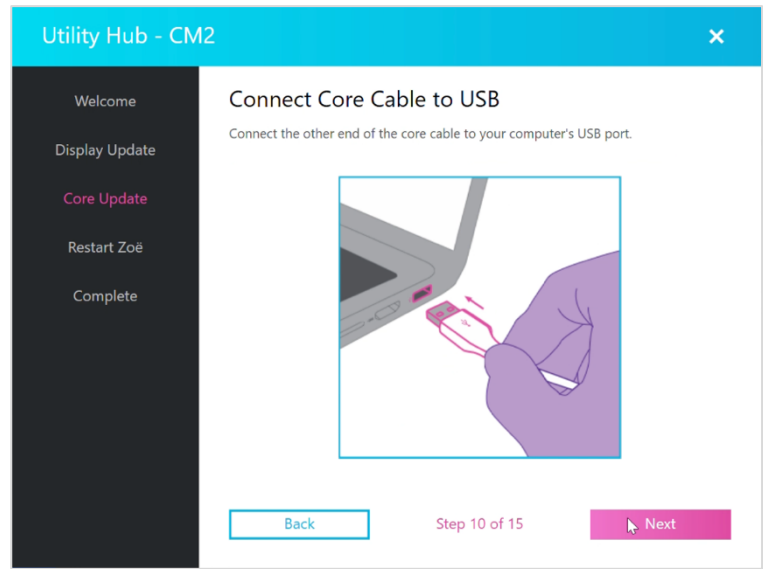 Utility Hub - CM2
Welcome
Display Update
Core Update
Restart Zoë
Complete
Connect Core Cable to USB
Connect the other end of the core cable to your computer's USB port.
Back
Step 10 of 15
Next